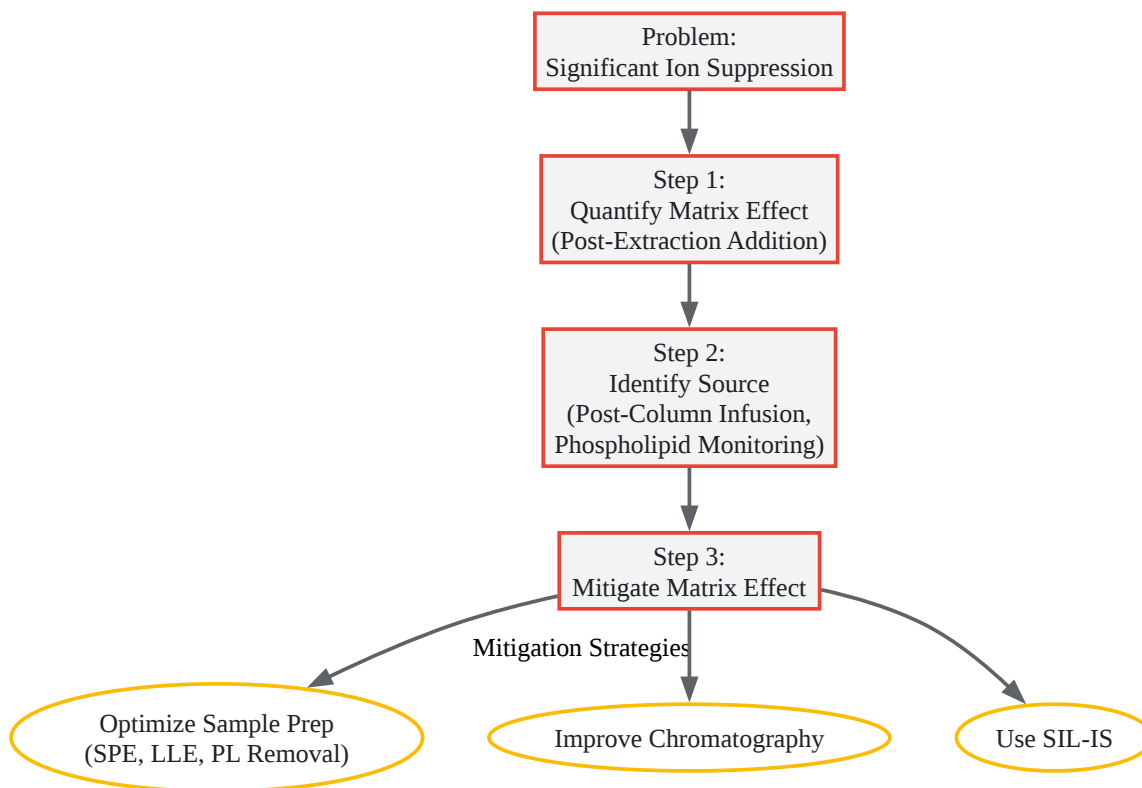 Problem:
Significant Ion Suppression
Step 1:
Quantify Matrix Effect
(Post-Extraction Addition)
Step 2:
Identify Source
(Post-Column Infusion,
Phospholipid Monitoring)
Step 3:
Mitigate Matrix Effect
Mitigation Strategies
Optimize Sample Prep
(SPE, LLE, PL Removal)
Improve Chromatography
Use SIL-IS